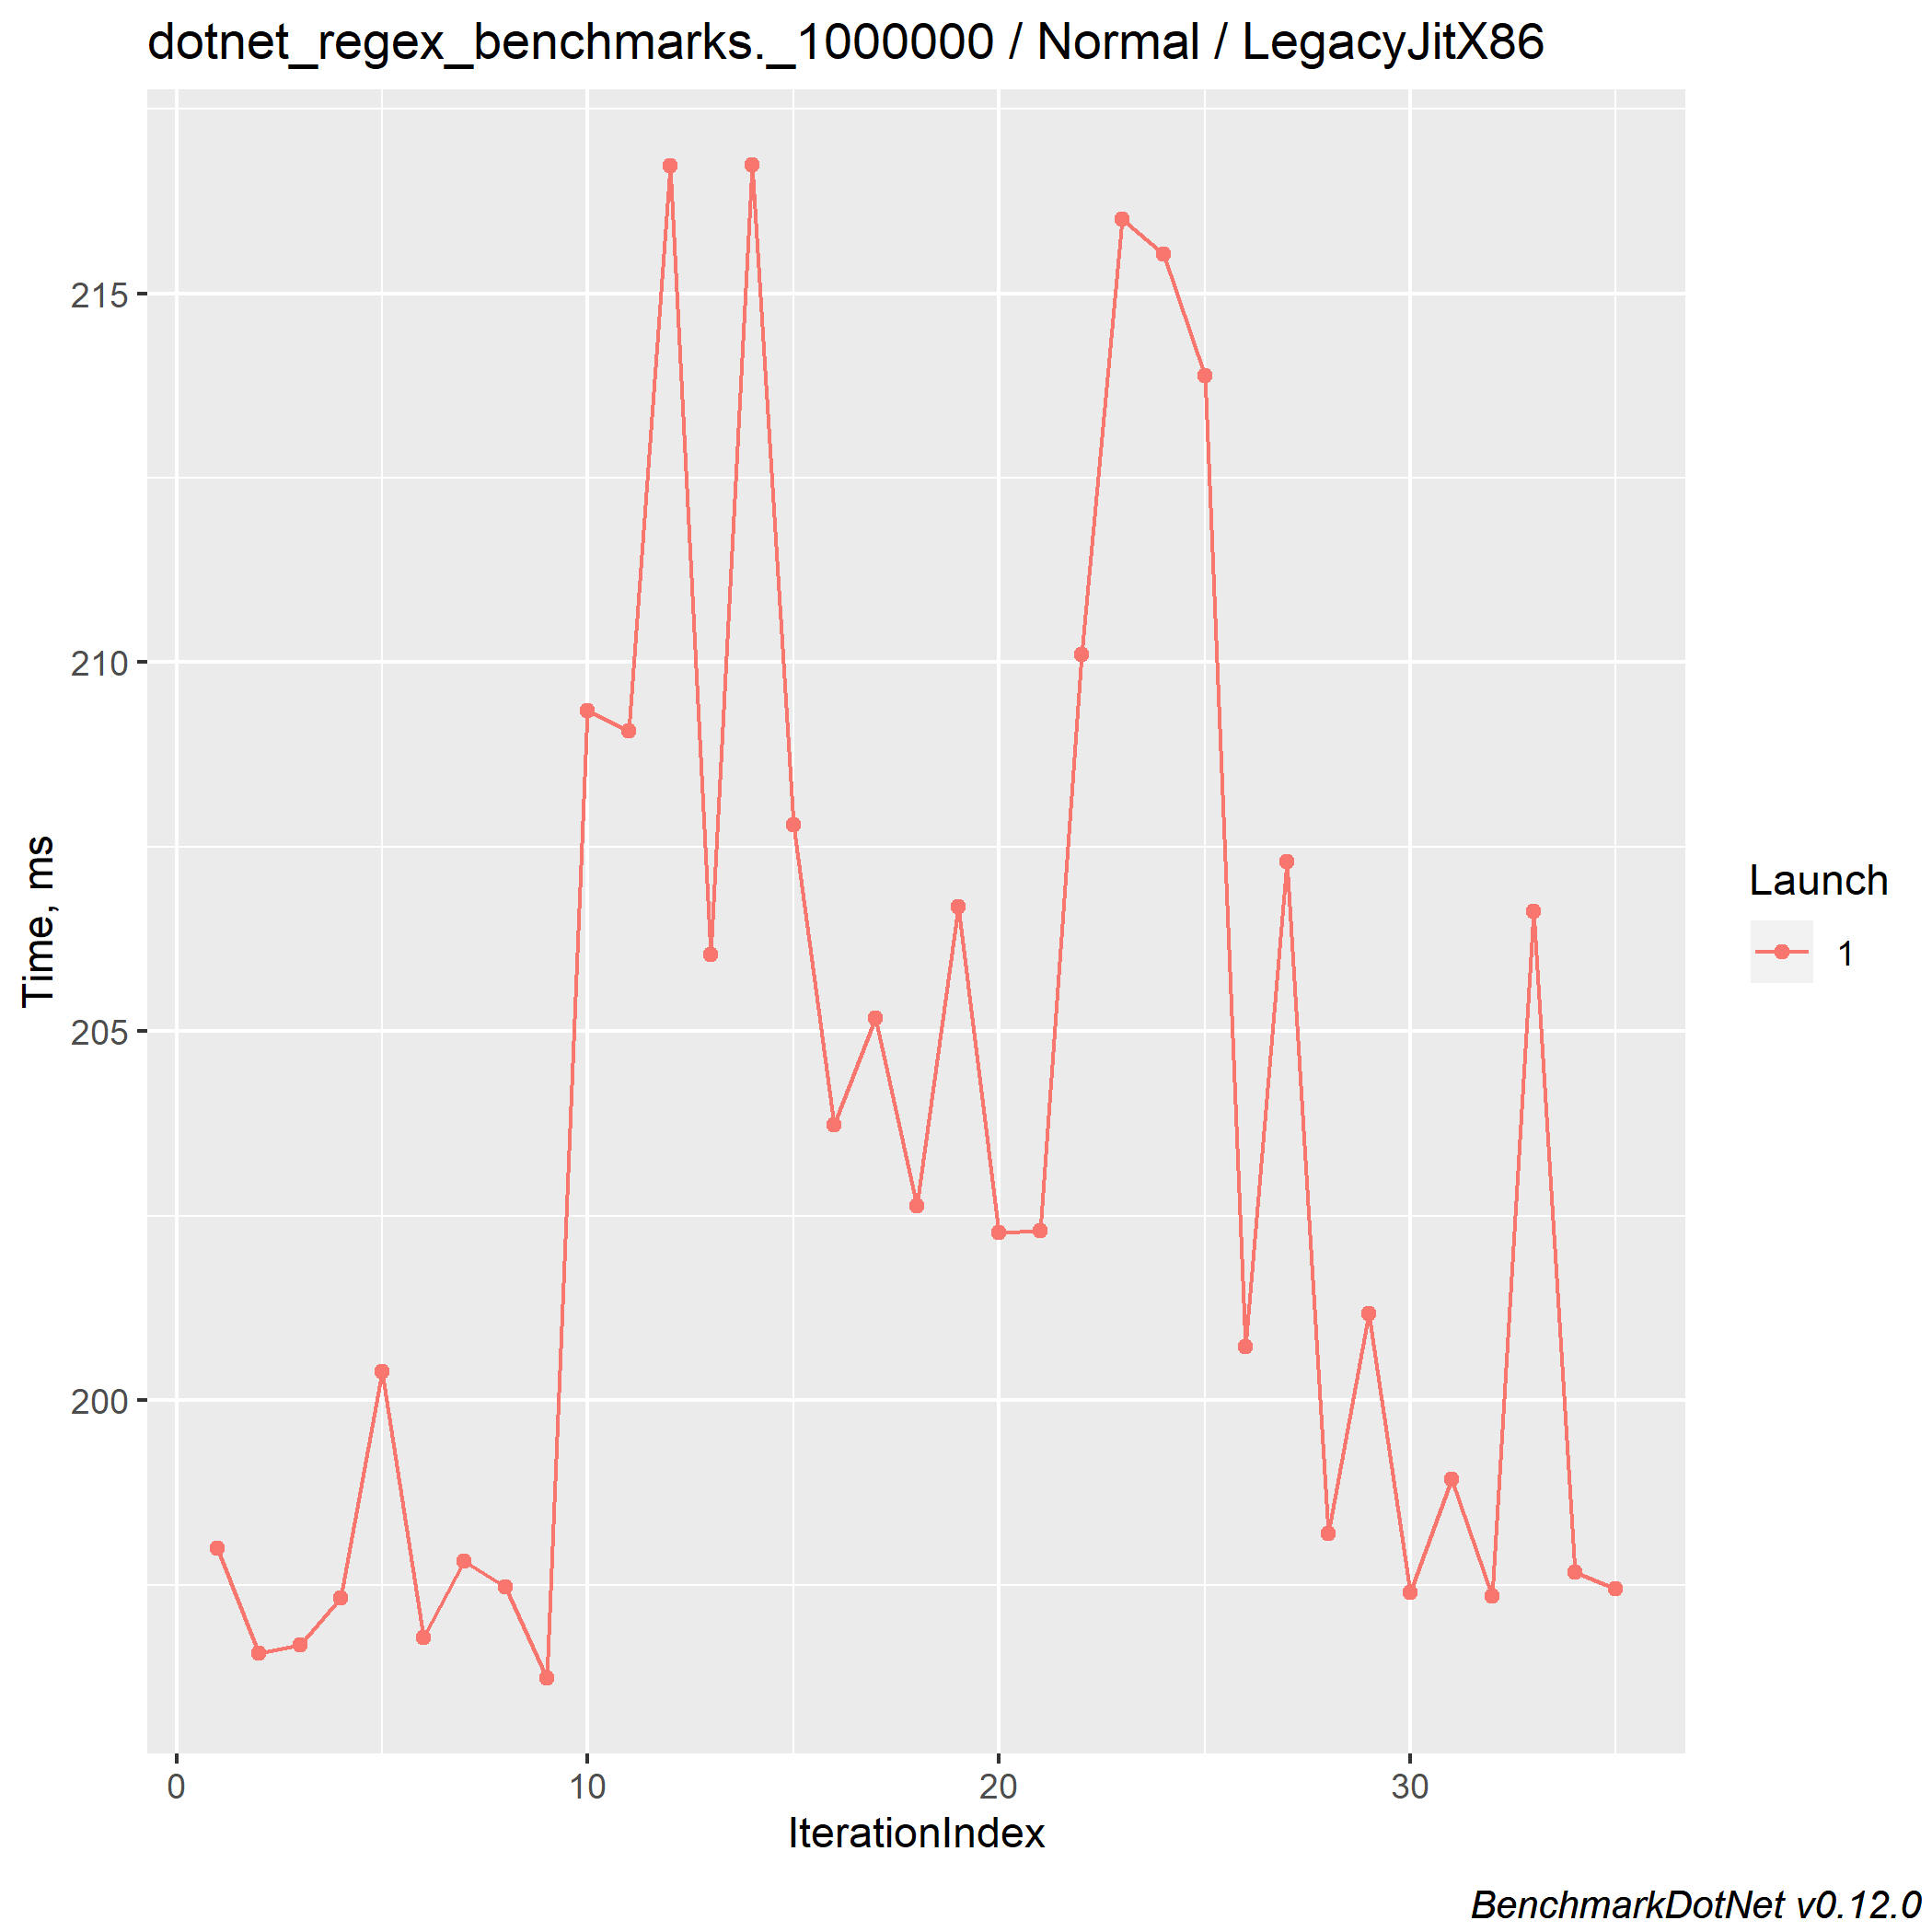 dotnet_regex_benchmarks._1000000 / Normal / LegacyJitX86
215
210
205
200
Time, ms
0 10 20 30
IterationIndex
Launch
1
BenchmarkDotNet v0.12.0